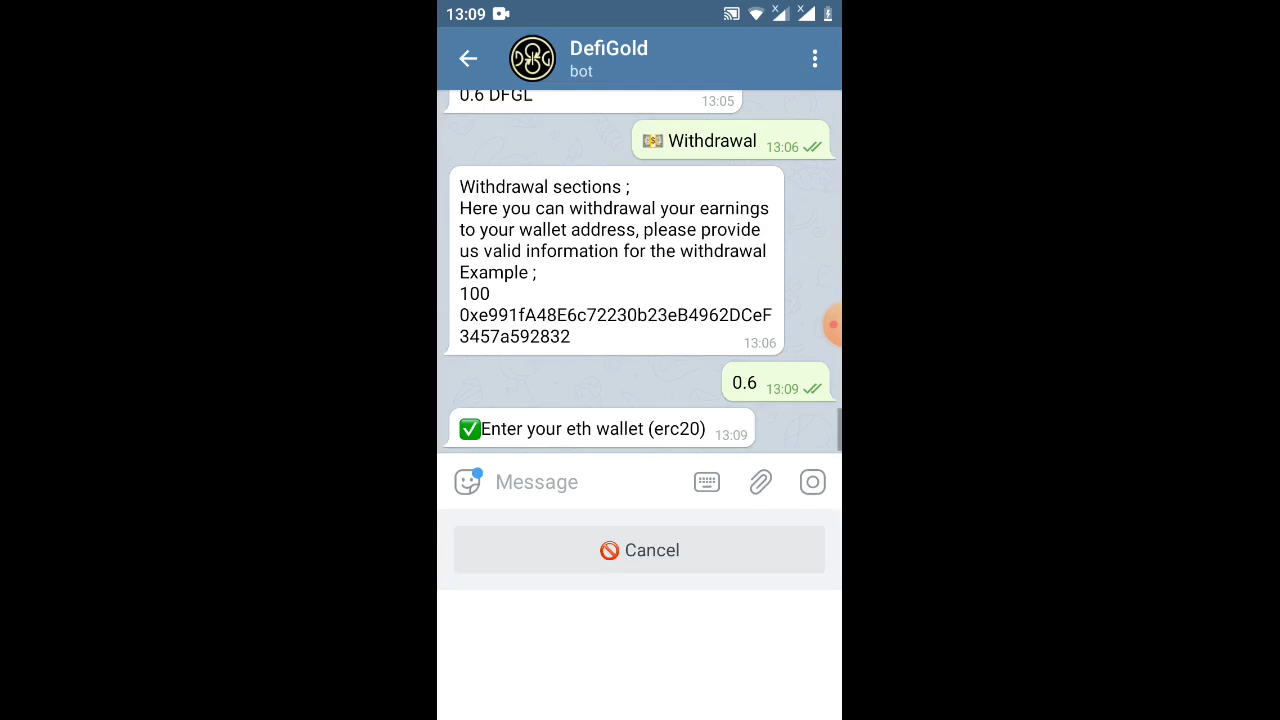 13:09
DefiGold
bot
0.6 DFGL 13:05
Withdrawal 13:06
Withdrawal sections ;
Here you can withdrawal your earnings
to your wallet address, please provide
us valid information for the withdrawal
Example ;
100
0xe991fA48E6c72230b23eB4962DCeF
3457a592832 13:06
0.6 13:09
Enter your eth wallet (erc20) 13:09
Message
Cancel